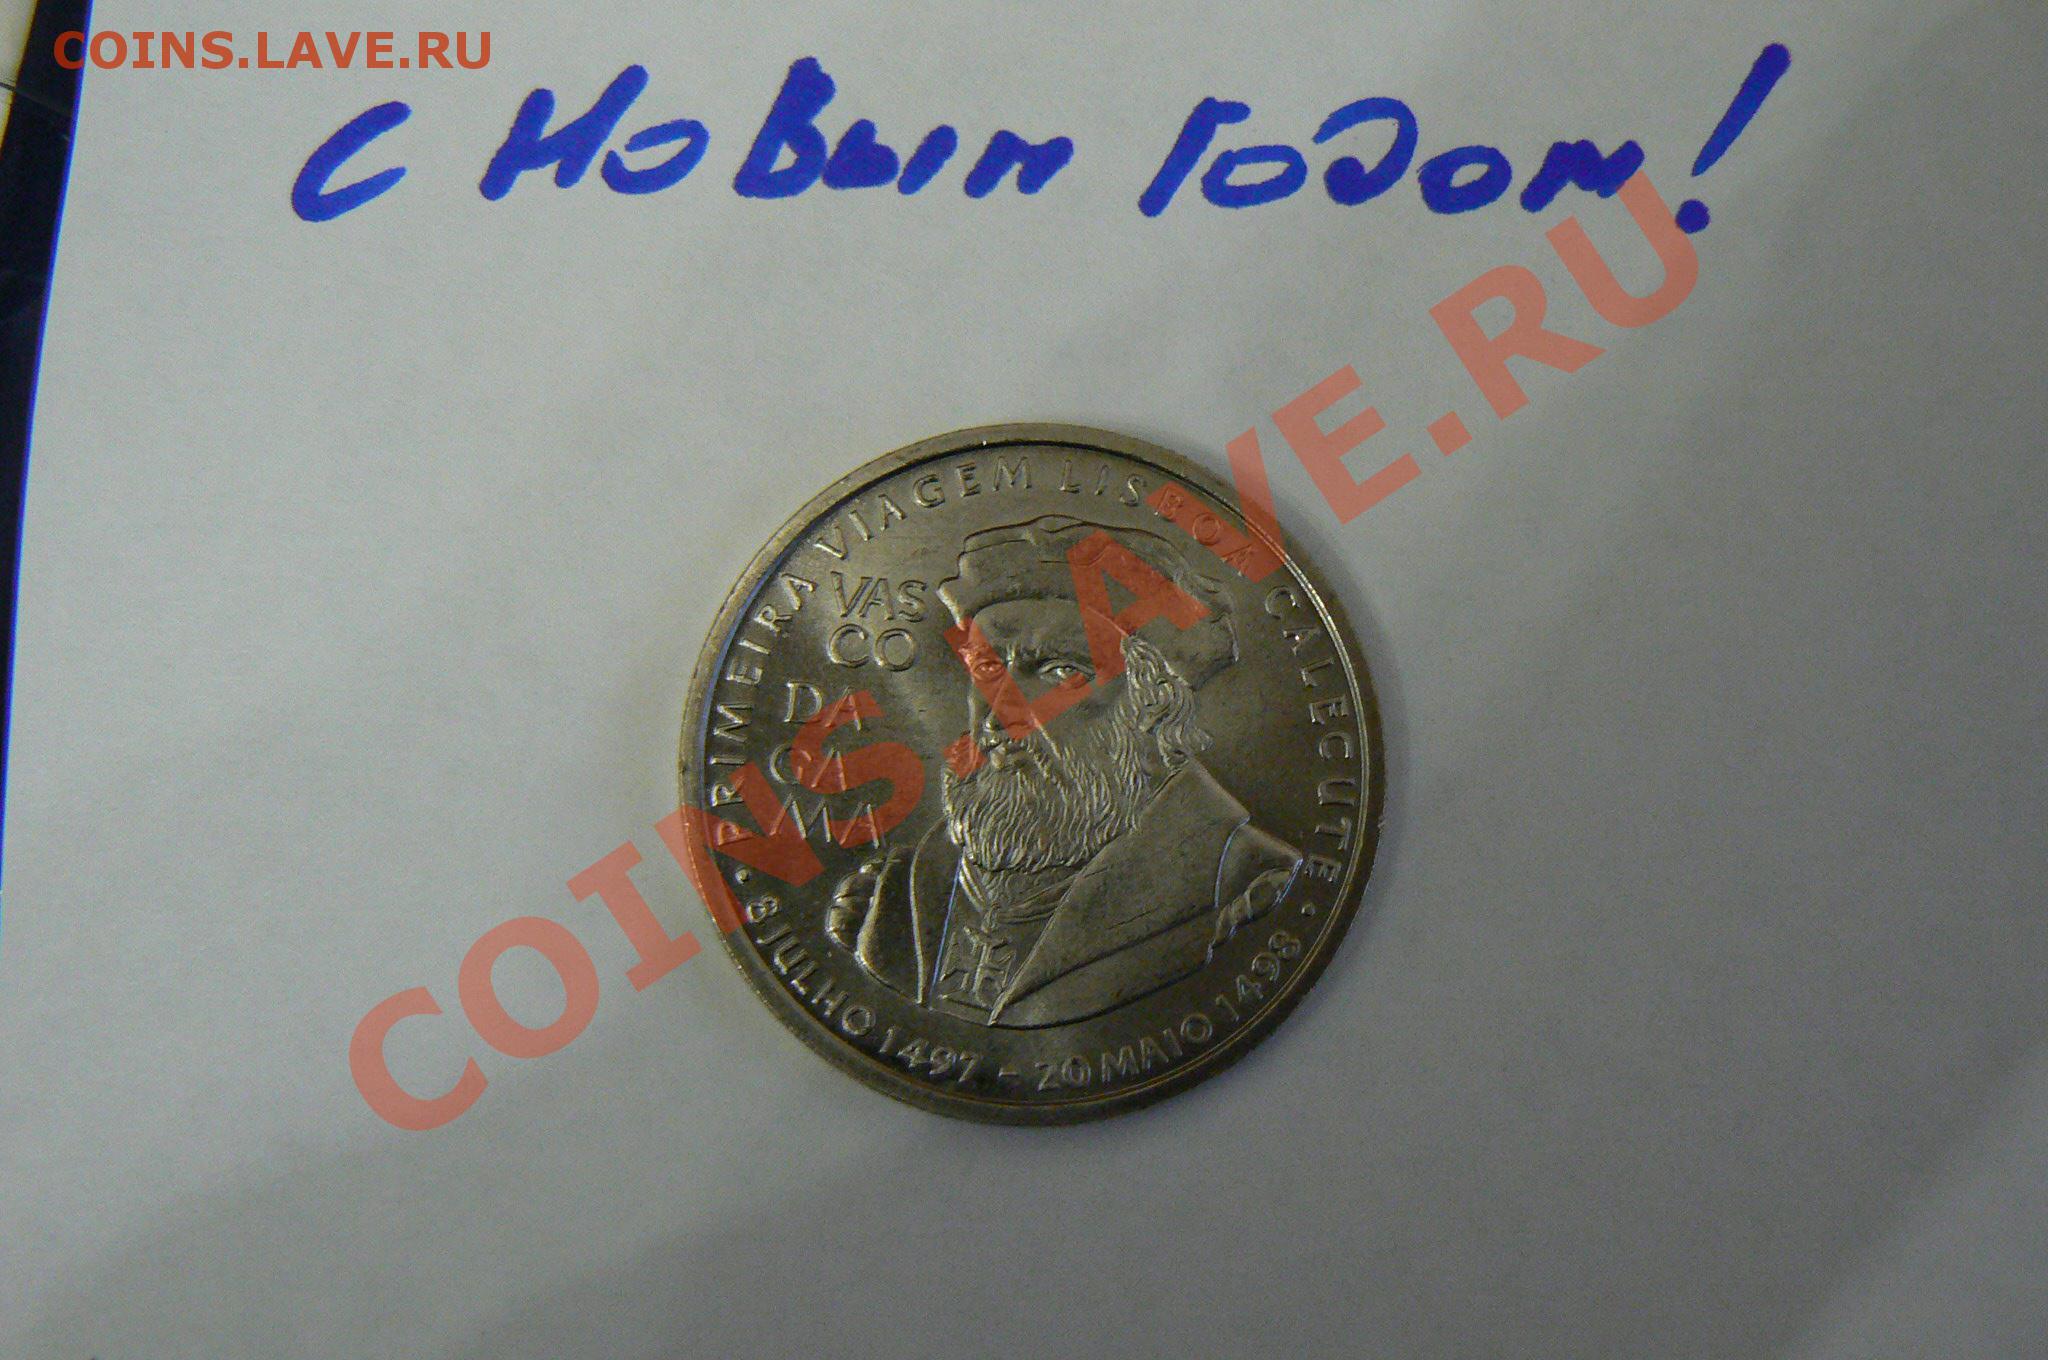 COINS.LAVE.RU
С Новым Годом!
PRIMEIRA VIAGEM LISBOA CALECUTE
VAS
CO
DA
GA
MA
· 8 JULHO 1497 - 20 MAIO 1498 ·
COINS.LAVE.RU